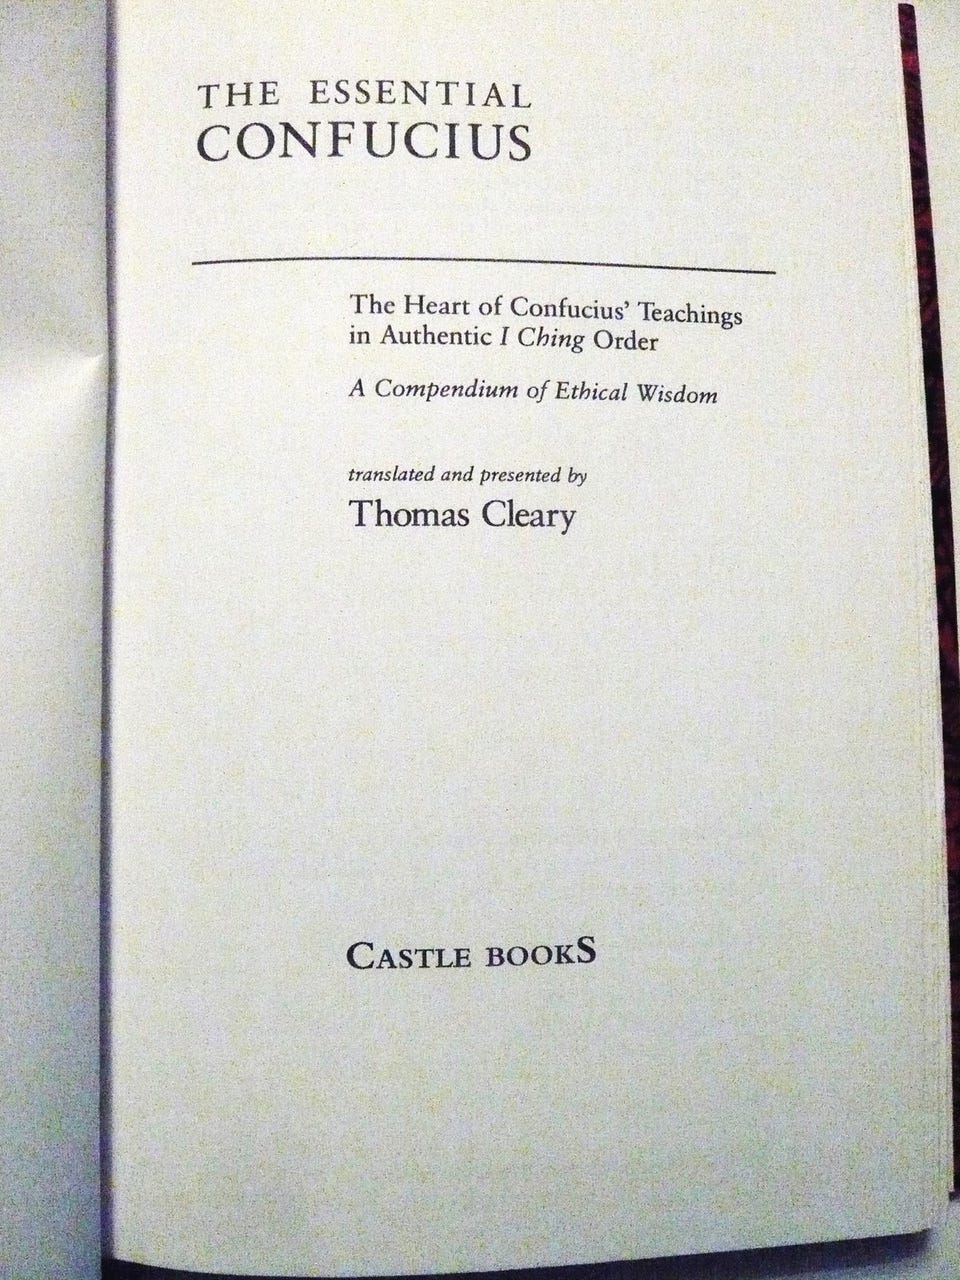 THE ESSENTIAL
CONFUCIUS
The Heart of Confucius' Teachings
in Authentic I Ching Order
A Compendium of Ethical Wisdom
translated and presented by
Thomas Cleary
CASTLE BOOKS